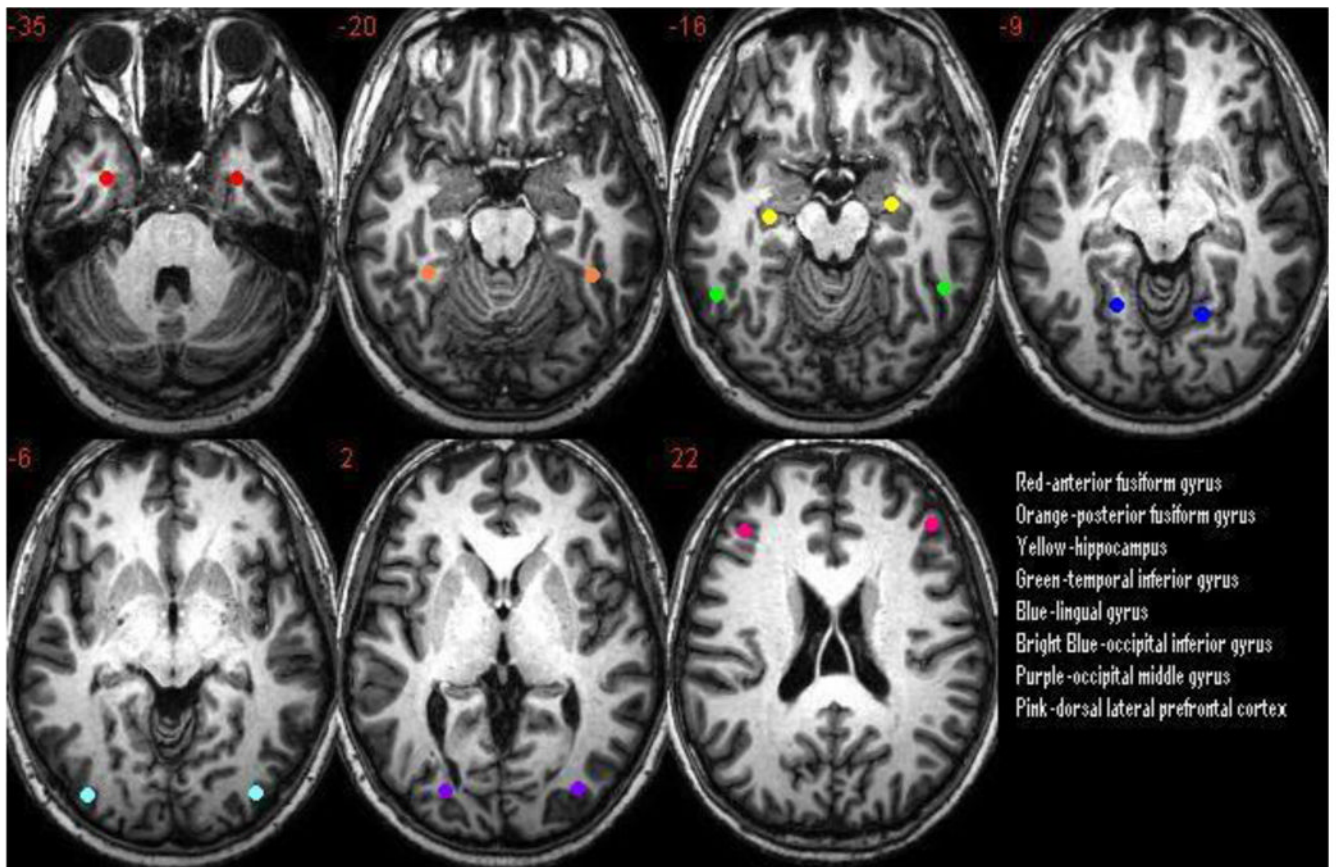 -35
-20
-16
-9
-6
2
22
Red-anterior fusiform gyrus
Orange-posterior fusiform gyrus
Yellow-hippocampus
Green-temporal inferior gyrus
Blue-lingual gyrus
Bright Blue-occipital inferior gyrus
Purple-occipital middle gyrus
Pink-dorsal lateral prefrontal cortex